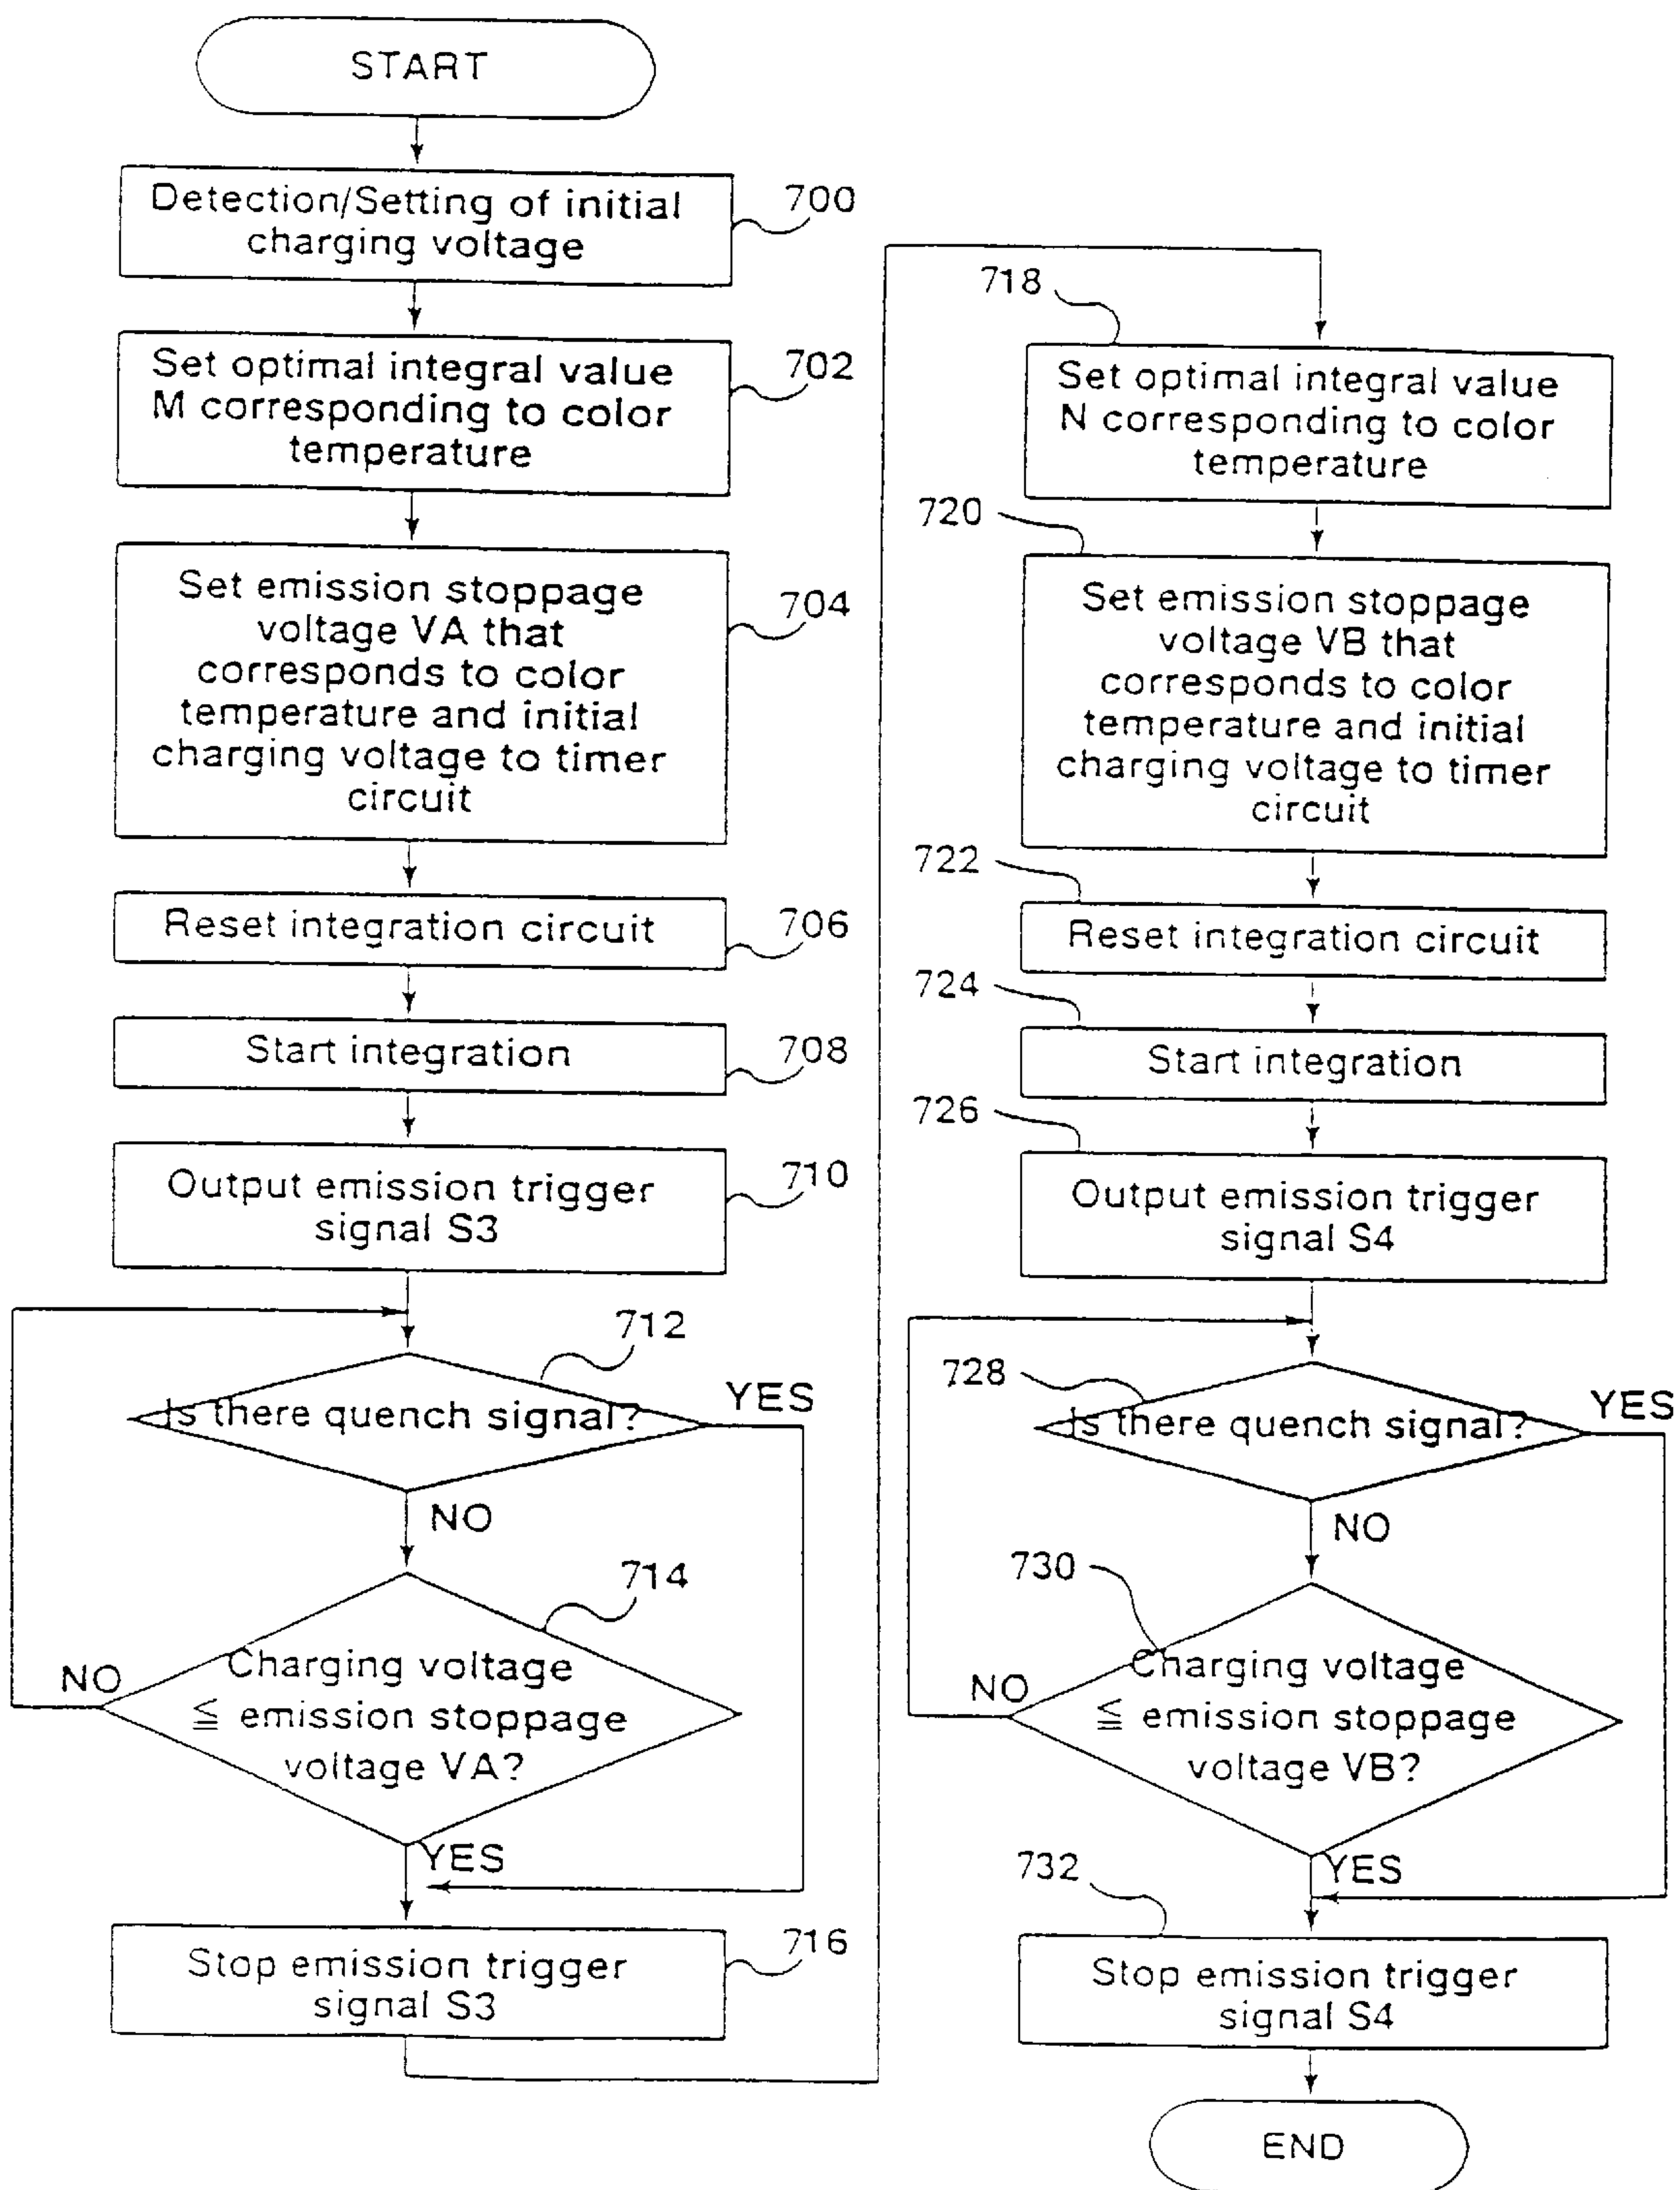 START
Detection/Setting of initial
charging voltage
700
Set optimal integral value
M corresponding to color
temperature
702
Set emission stoppage
voltage VA that
corresponds to color
temperature and initial
charging voltage to timer
circuit
704
Reset integration circuit
706
Start integration
708
Output emission trigger
signal S3
710
712
Is there quench signal?
YES
NO
714
Charging voltage
≦ emission stoppage
voltage VA?
NO
YES
Stop emission trigger
signal S3
716
718
Set optimal integral value
N corresponding to color
temperature
720
Set emission stoppage
voltage VB that
corresponds to color
temperature and initial
charging voltage to timer
circuit
722
Reset integration circuit
724
Start integration
726
Output emission trigger
signal S4
728
Is there quench signal?
YES
NO
730
Charging voltage
≦ emission stoppage
voltage VB?
NO
YES
732
Stop emission trigger
signal S4
END